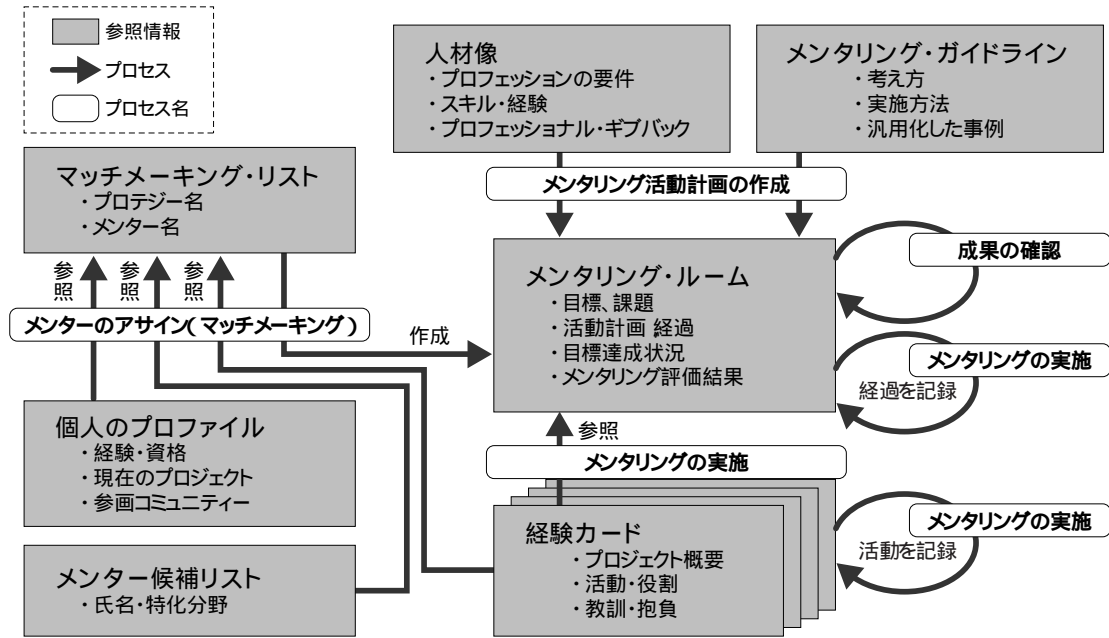 参照情報
プロセス
プロセス名
人材像
・プロフェッションの要件
・スキル・経験
・プロフェッショナル・ギブバック
メンタリング・ガイドライン
・考え方
・実施方法
・汎用化した事例
メンタリング活動計画の作成
マッチメーキング・リスト
・プロテジー名
・メンター名
参照
参照
参照
メンターのアサイン(マッチメーキング)
作成
メンタリング・ルーム
・目標、課題
・活動計画 経過
・目標達成状況
・メンタリング評価結果
成果の確認
メンタリングの実施
経過を記録
個人のプロファイル
・経験・資格
・現在のプロジェクト
・参画コミュニティー
参照
メンタリングの実施
経験カード
・プロジェクト概要
・活動・役割
・教訓・抱負
メンタリングの実施
活動を記録
メンター候補リスト
・氏名・特化分野